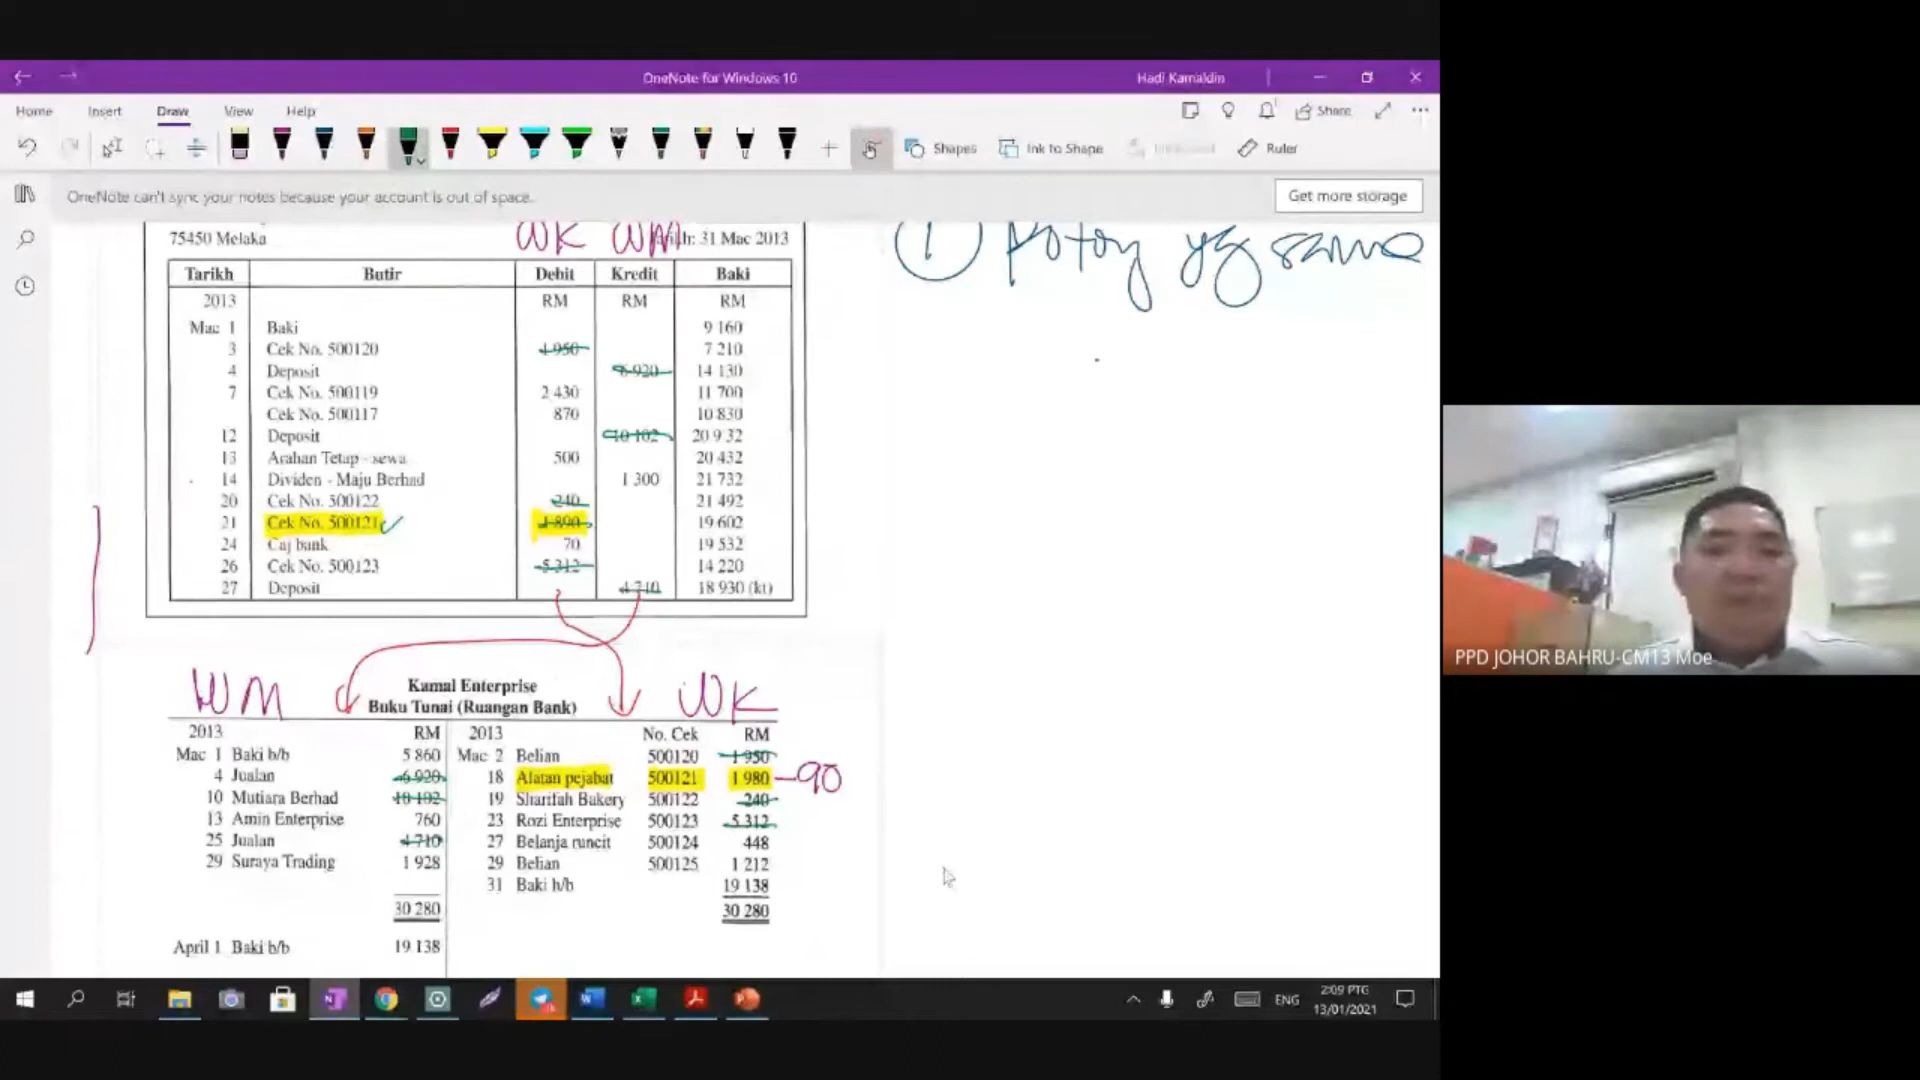 OneNote for Windows 10
Hadi Kamaldin
Home Insert Draw View Help
Share
Shapes Ink to Shape Ruler
OneNote can't sync your notes because your account is out of space.
Get more storage
WK WM
75450 Melaka
31 Mac 2013
1 Potong yg sama
Tarikh Butir Debit Kredit Baki
2013 RM RM RM
Mac 1 Baki 9 160
3 Cek No. 500120 1 950 7 210
4 Deposit 6 920 14 130
7 Cek No. 500119 2 430 11 700
Cek No. 500117 870 10 830
12 Deposit 10 102 20 932
13 Arahan Tetap - sewa 500 20 432
14 Dividen - Maju Berhad 1 300 21 732
20 Cek No. 500122 240 21 492
21 Cek No. 500121 1 890 19 602
24 Caj bank 70 19 532
26 Cek No. 500123 5 312 14 220
27 Deposit 4 710 18 930 (kt)
PPD JOHOR BAHRU-CM13 Moe
WM WK
Kamal Enterprise
Buku Tunai (Ruangan Bank)
2013 RM 2013 No. Cek RM
Mac 1 Baki b/b 5 860 Mac 2 Belian 500120 1 950
4 Jualan 6 920 18 Alatan pejabat 500121 1 980 -90
10 Mutiara Berhad 10 102 19 Sharifah Bakery 500122 240
13 Amin Enterprise 760 23 Rozi Enterprise 500123 5 312
25 Jualan 4 710 27 Belanja runcit 500124 448
29 Suraya Trading 1 928 29 Belian 500125 1 212
31 Baki h/b 19 138
30 280 30 280
April 1 Baki b/b 19 138
ENG
2:09 PTG
13/01/2021